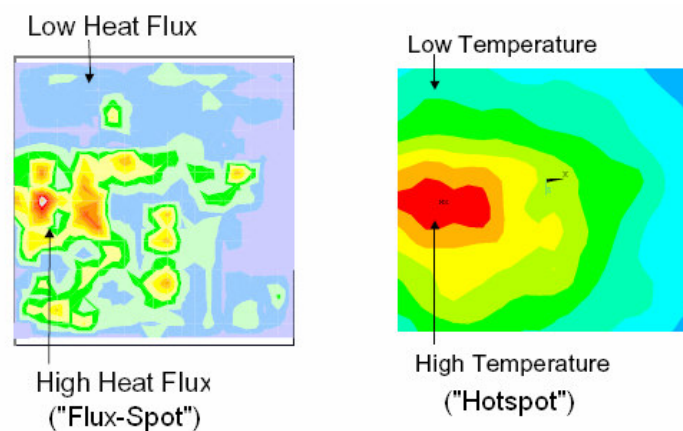 Low Heat Flux
High Heat Flux
("Flux-Spot")
Low Temperature
X
High Temperature
("Hotspot")